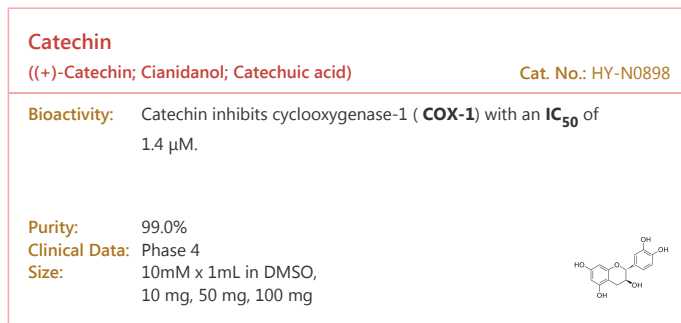 Catechin
((+)-Catechin; Cianidanol; Catechuic acid) Cat. No.: HY-N0898
Bioactivity: Catechin inhibits cyclooxygenase-1 ( COX-1) with an IC50 of
1.4 μM.
Purity: 99.0%
Clinical Data: Phase 4
Size: 10mM x 1mL in DMSO,
10 mg, 50 mg, 100 mg
OH
OH
HO
O
OH
OH